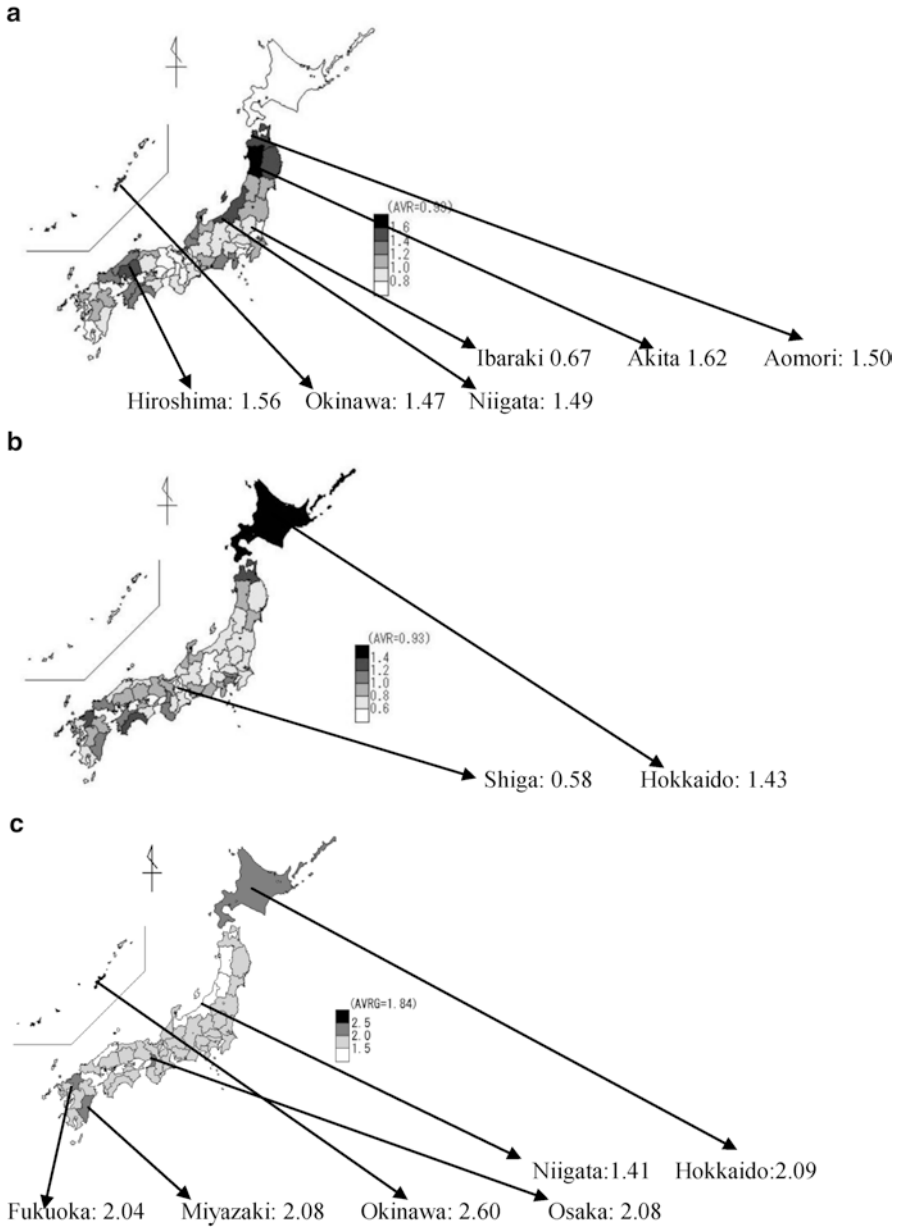 a
(AVR=0.93)
1.6
1.4
1.2
1.0
0.8
Ibaraki 0.67 Akita 1.62 Aomori: 1.50
Hiroshima: 1.56 Okinawa: 1.47 Niigata: 1.49
b
(AVR=0.93)
1.4
1.2
1.0
0.8
0.6
Shiga: 0.58 Hokkaido: 1.43
c
(AVRG=1.84)
2.5
2.0
1.5
Niigata:1.41 Hokkaido:2.09
Fukuoka: 2.04 Miyazaki: 2.08 Okinawa: 2.60 Osaka: 2.08